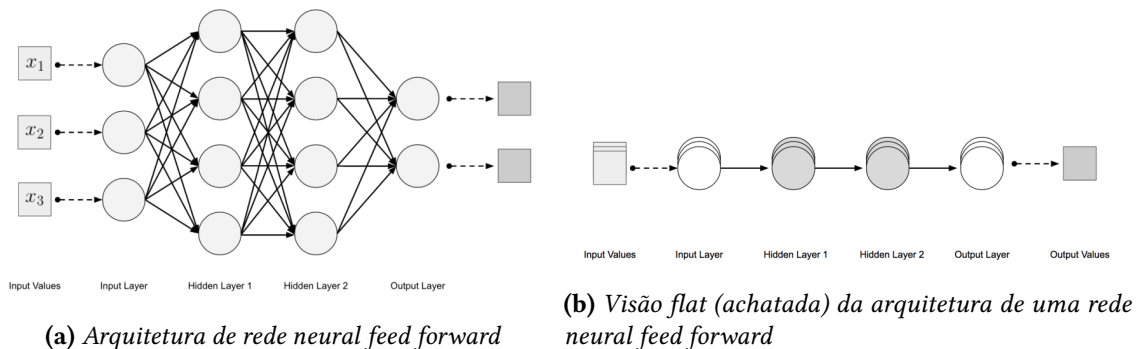 x₁
x₂
x₃
Input Values Input Layer Hidden Layer 1 Hidden Layer 2 Output Layer
(a) Arquitetura de rede neural feed forward
Input Values Input Layer Hidden Layer 1 Hidden Layer 2 Output Layer Output Values
(b) Visão flat (achatada) da arquitetura de uma rede
neural feed forward